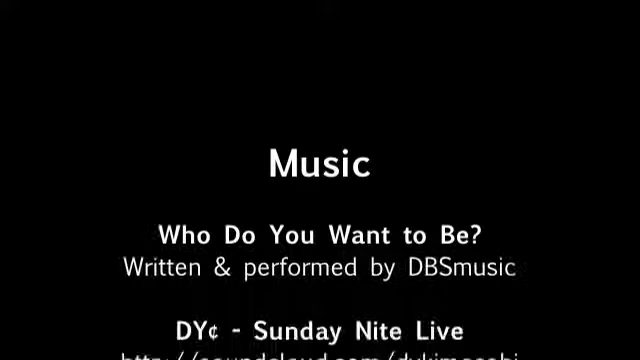 Music
Who Do You Want to Be?
Written & performed by DBSmusic
DY¢ - Sunday Nite Live